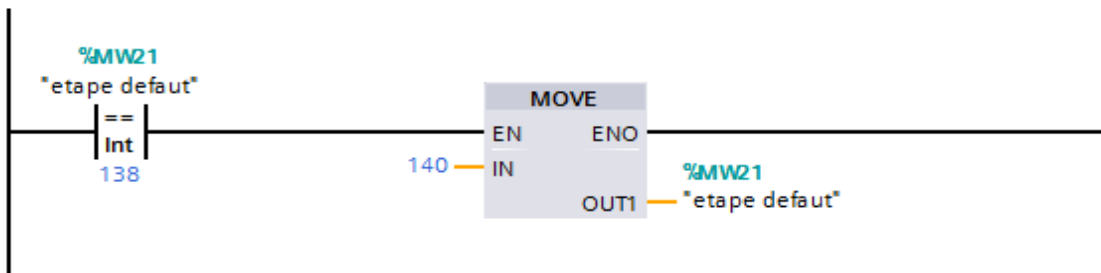 %MW21
"etape defaut"
==
Int
138
MOVE
EN ENO
140 IN
%MW21
OUT1 "etape defaut"